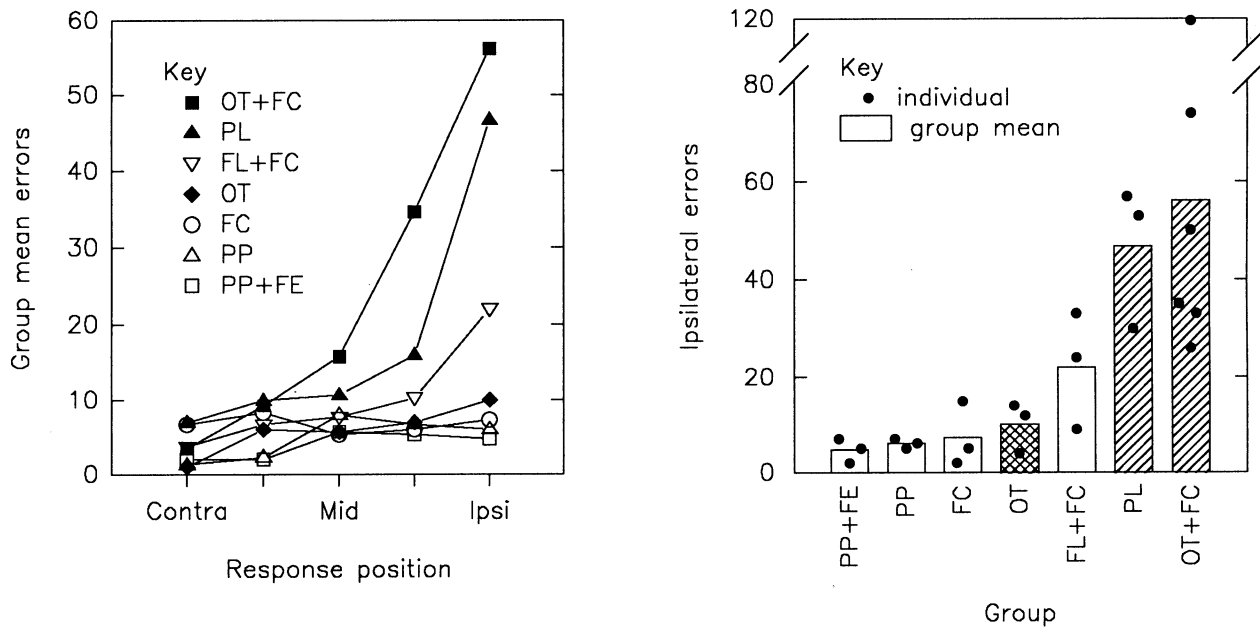 60
50
40
30
20
10
0
Group mean errors
Key
OT+FC
PL
FL+FC
OT
FC
PP
PP+FE
Contra
Mid
Ipsi
Response position
120
80
60
40
20
0
Ipsilateral errors
Key
individual
group mean
PP+FE
PP
FC
OT
FL+FC
PL
OT+FC
Group